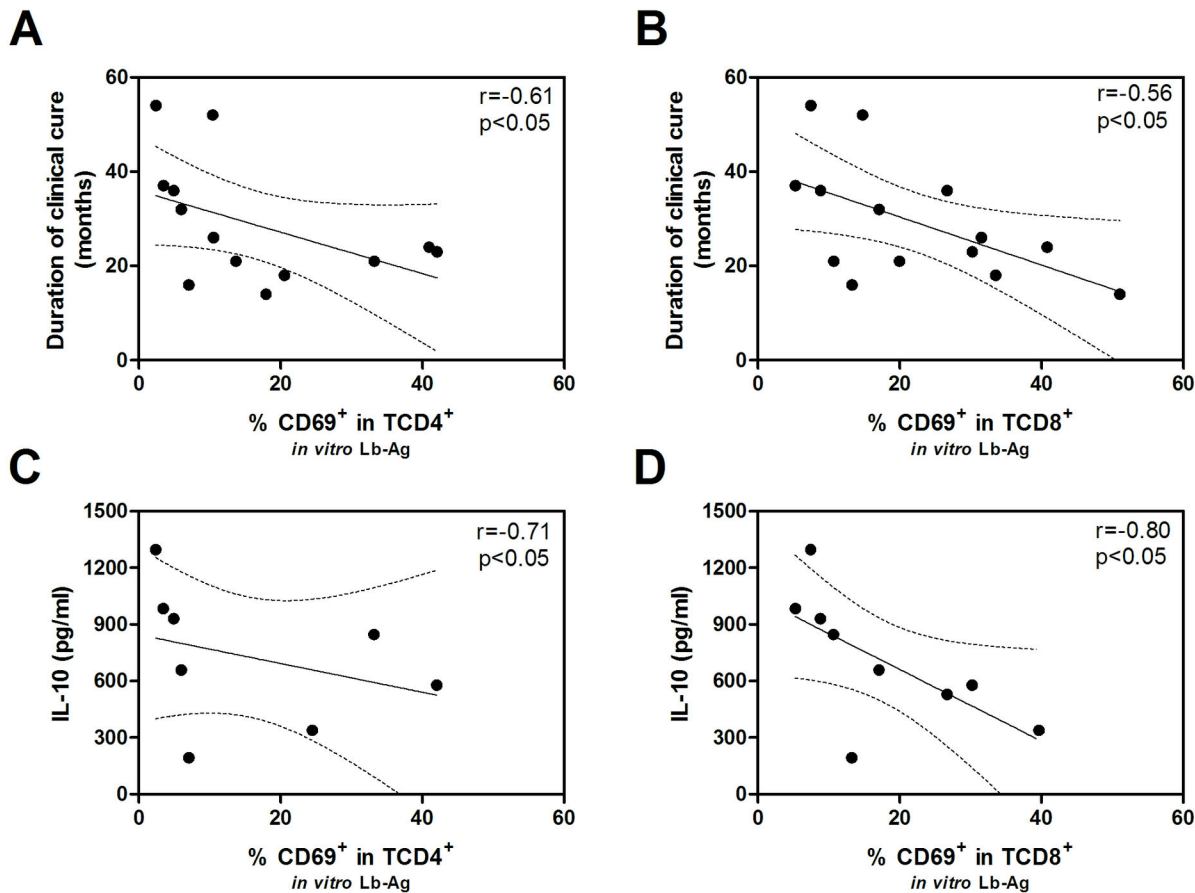 A
Duration of clinical cure
(months)
60
40
20
0
r=-0.61
p<0.05
0 20 40 60
% CD69+ in TCD4+
in vitro Lb-Ag
B
Duration of clinical cure
(months)
60
40
20
0
r=-0.56
p<0.05
0 20 40 60
% CD69+ in TCD8+
in vitro Lb-Ag
C
IL-10 (pg/ml)
1500
1200
900
600
300
0
r=-0.71
p<0.05
0 20 40 60
% CD69+ in TCD4+
in vitro Lb-Ag
D
IL-10 (pg/ml)
1500
1200
900
600
300
0
r=-0.80
p<0.05
0 20 40 60
% CD69+ in TCD8+
in vitro Lb-Ag